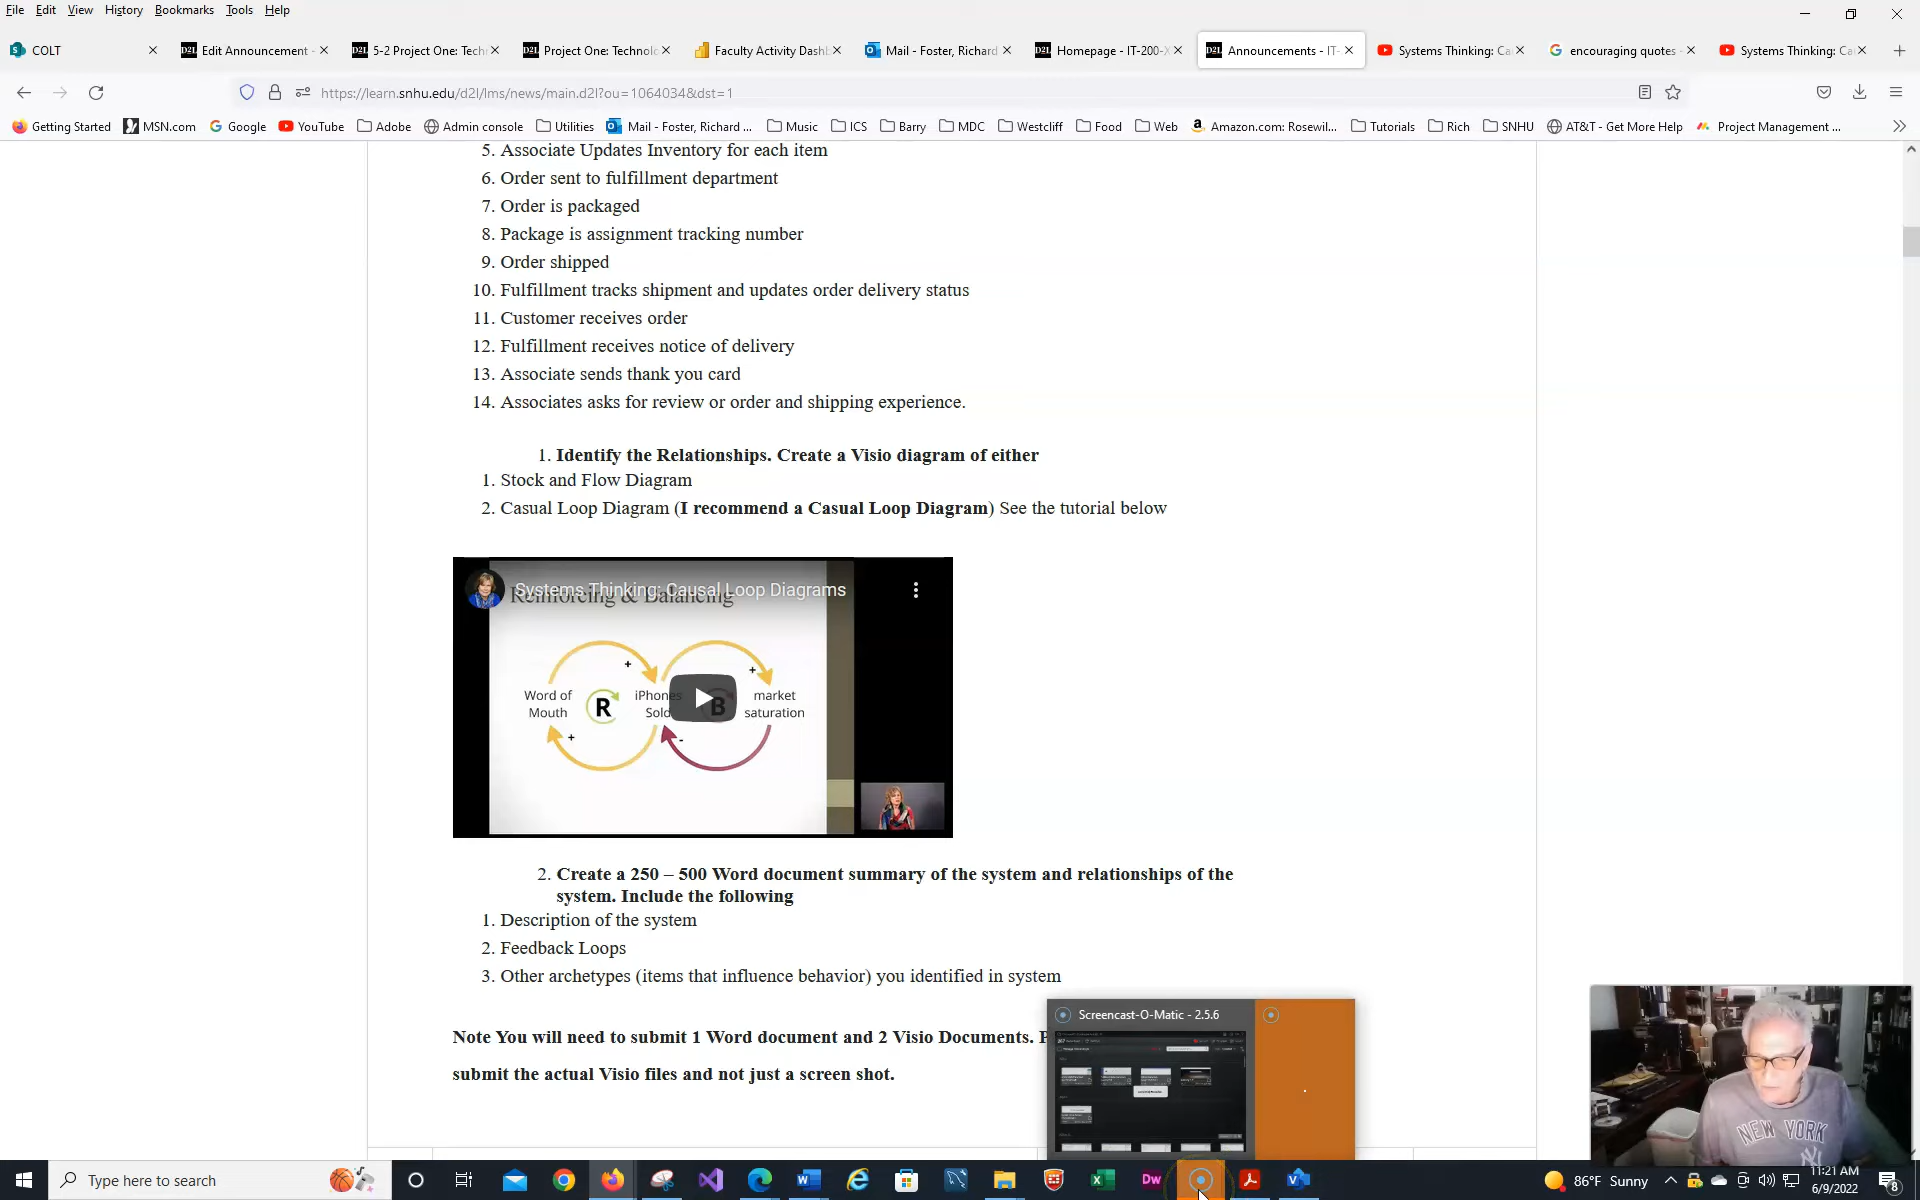 File Edit View History Bookmarks Tools Help
COLT
Edit Announcement -
5-2 Project One: Techn
Project One: Technolo
Faculty Activity Dashb
Mail - Foster, Richard
Homepage - IT-200-X
Announcements - IT-
Systems Thinking: Ca
encouraging quotes -
Systems Thinking: Ca
https://learn.snhu.edu/d2l/lms/news/main.d2l?ou=1064034&dst=1
Getting Started MSN.com Google YouTube Adobe Admin console Utilities Mail - Foster, Richard ... Music ICS Barry MDC Westcliff Food Web Amazon.com: Rosewil... Tutorials Rich SNHU AT&T - Get More Help Project Management ...
5. Associate Updates Inventory for each item
6. Order sent to fulfillment department
7. Order is packaged
8. Package is assignment tracking number
9. Order shipped
10. Fulfillment tracks shipment and updates order delivery status
11. Customer receives order
12. Fulfillment receives notice of delivery
13. Associate sends thank you card
14. Associates asks for review or order and shipping experience.
1. Identify the Relationships. Create a Visio diagram of either
1. Stock and Flow Diagram
2. Casual Loop Diagram (I recommend a Casual Loop Diagram) See the tutorial below
Systems Thinking: Causal Loop Diagrams
Reinforcing & Balancing
+ +
Word of Mouth
R
iPhones Sold
B
market saturation
+ -
2. Create a 250 – 500 Word document summary of the system and relationships of the
system. Include the following
1. Description of the system
2. Feedback Loops
3. Other archetypes (items that influence behavior) you identified in system
Note You will need to submit 1 Word document and 2 Visio Documents. P
submit the actual Visio files and not just a screen shot.
Screencast-O-Matic - 2.5.6
NEW YORK
Type here to search
86°F Sunny
11:21 AM
6/9/2022
8